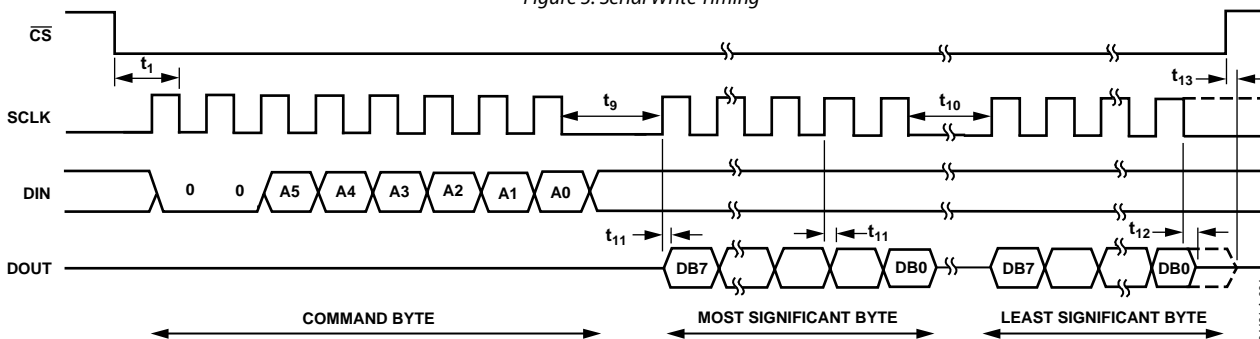 Figure 3. Serial Write Timing
CS
t1
t13
SCLK
t9
t10
DIN
0 0 A5 A4 A3 A2 A1 A0
t11
t11
t12
DOUT
DB7 DB0 DB7 DB0
COMMAND BYTE MOST SIGNIFICANT BYTE LEAST SIGNIFICANT BYTE